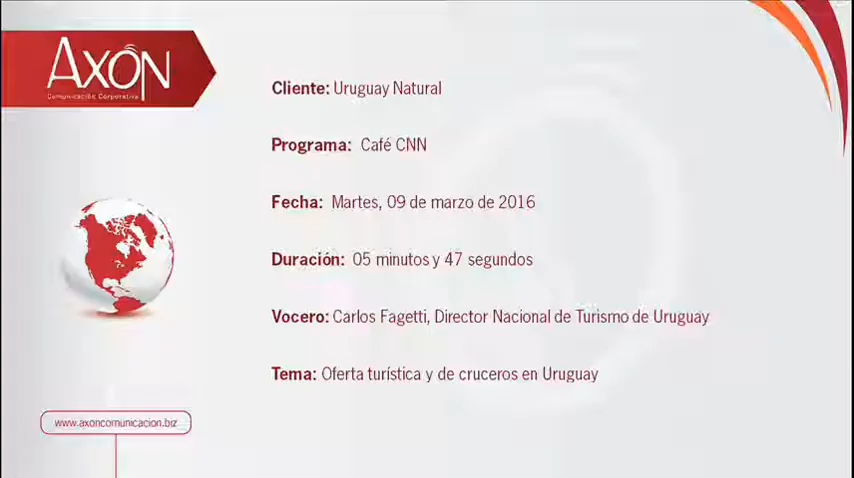 AXÓN
Comunicación Corporativa
Cliente: Uruguay Natural
Programa: Café CNN
Fecha: Martes, 09 de marzo de 2016
Duración: 05 minutos y 47 segundos
Vocero: Carlos Fagetti, Director Nacional de Turismo de Uruguay
Tema: Oferta turística y de cruceros en Uruguay
www.axoncomunicacion.biz